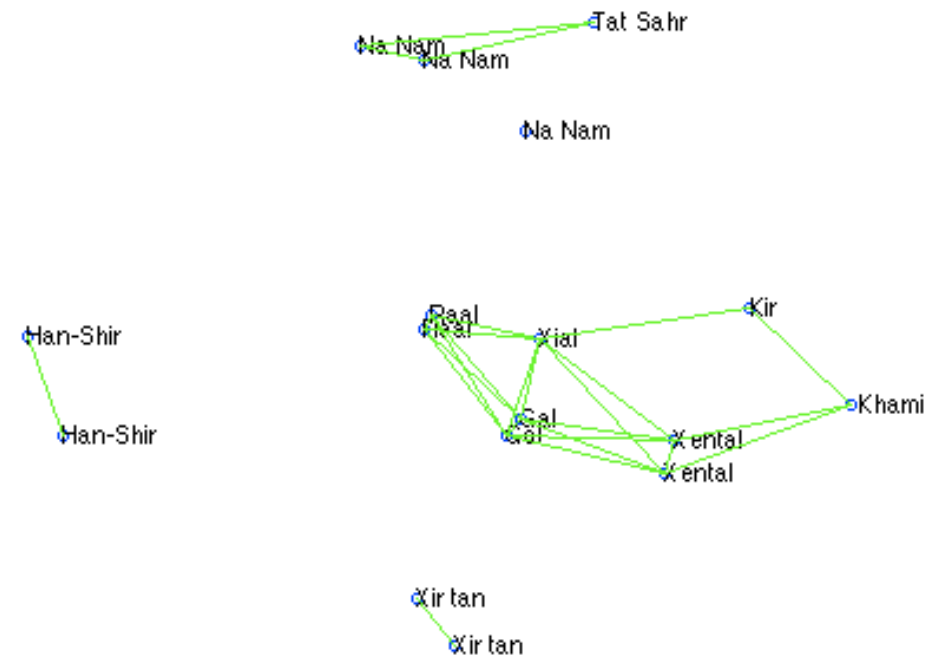 Tat Sahr
Na Nam
Na Nam
Na Nam
Kir
Raal
Xial
Han-Shir
Khami
Gal
Han-Shir
Xental
Xental
Xir tan
Xir tan